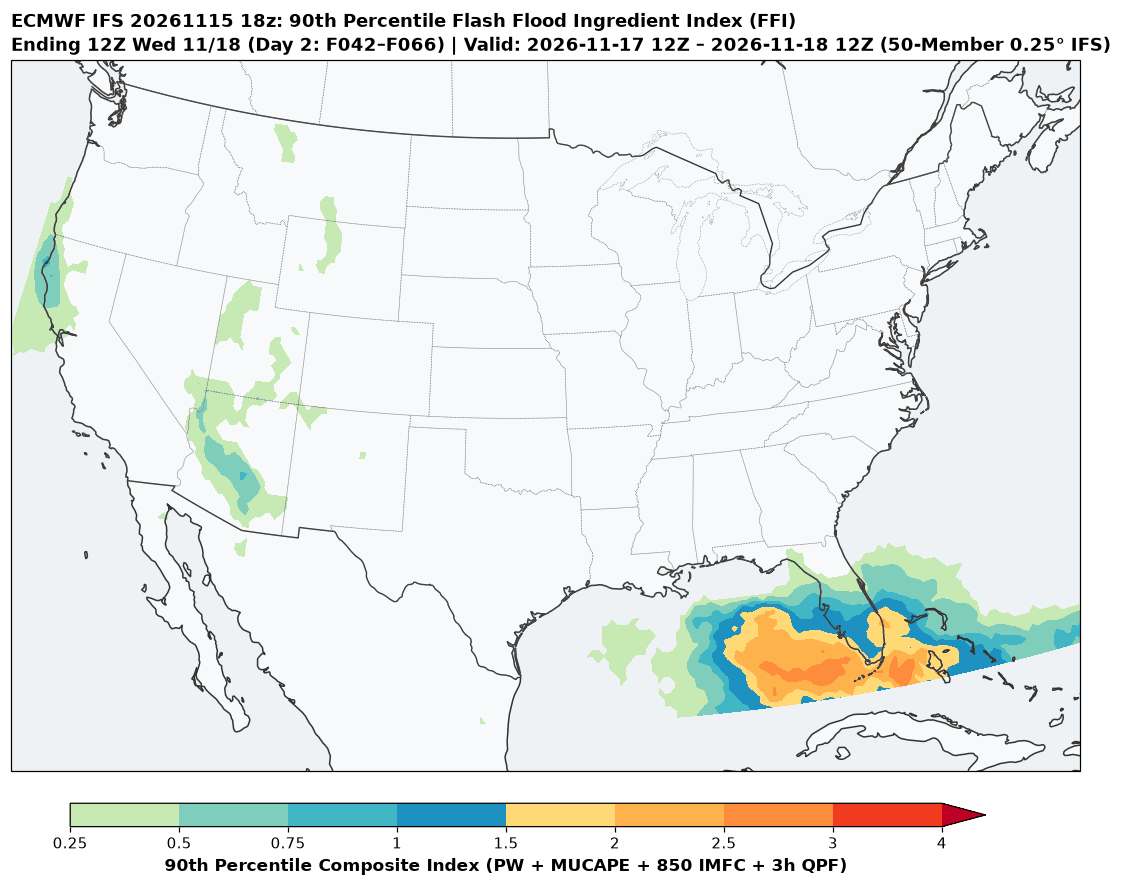 ECMWF IFS 20261115 18z: 90th Percentile Flash Flood Ingredient Index (FFI)
Ending 12Z Wed 11/18 (Day 2: F042–F066) | Valid: 2026-11-17 12Z – 2026-11-18 12Z (50-Member 0.25° IFS)
0.25 0.5 0.75 1 1.5 2 2.5 3 4
90th Percentile Composite Index (PW + MUCAPE + 850 IMFC + 3h QPF)